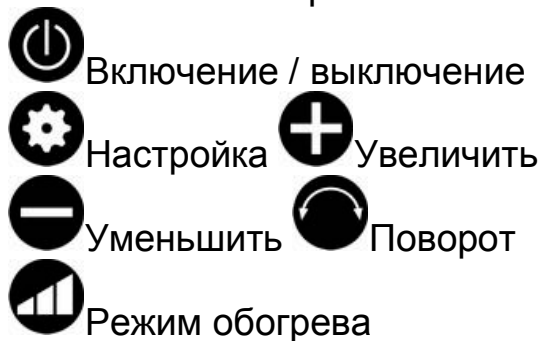 Включение / выключение
Настройка Увеличить
Уменьшить Поворот
Режим обогрева